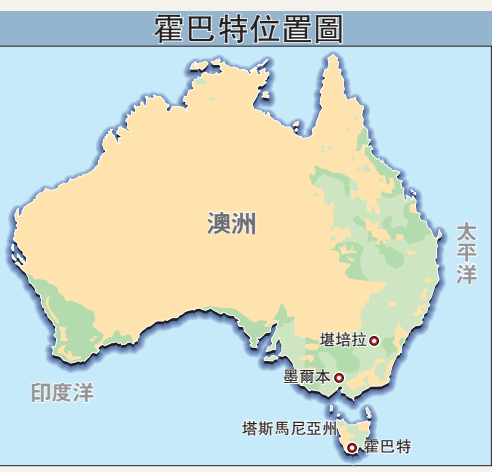 霍巴特位置圖
澳洲
太平洋
堪培拉
墨爾本
印度洋
塔斯馬尼亞州
霍巴特